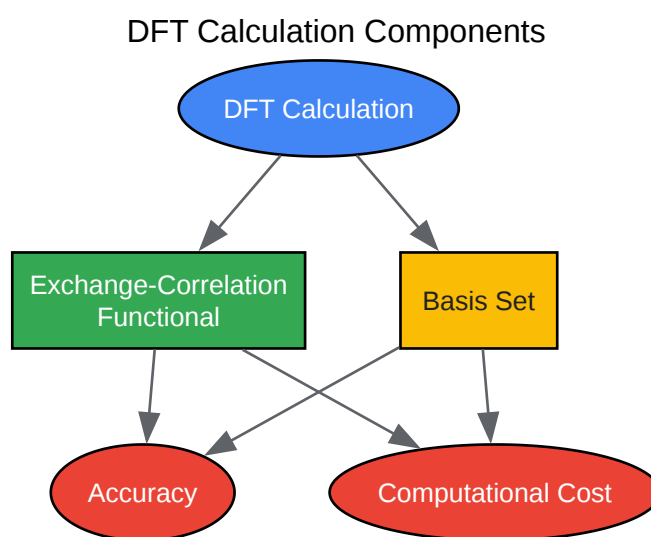 DFT Calculation Components
DFT Calculation
Exchange-Correlation
Functional
Basis Set
Accuracy
Computational Cost